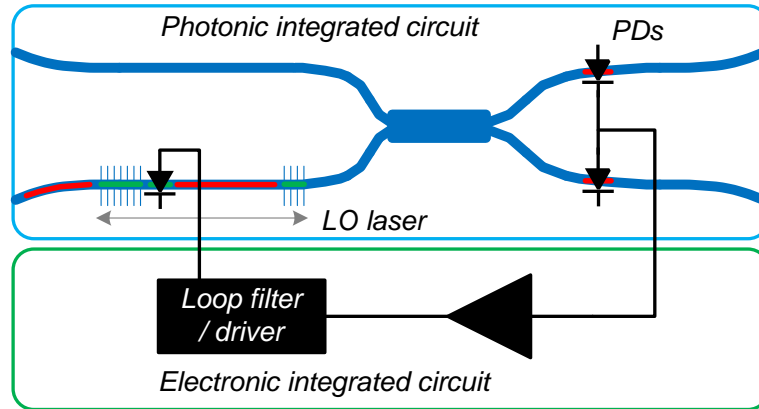 Photonic integrated circuit
PDs
LO laser
Loop filter
/ driver
Electronic integrated circuit